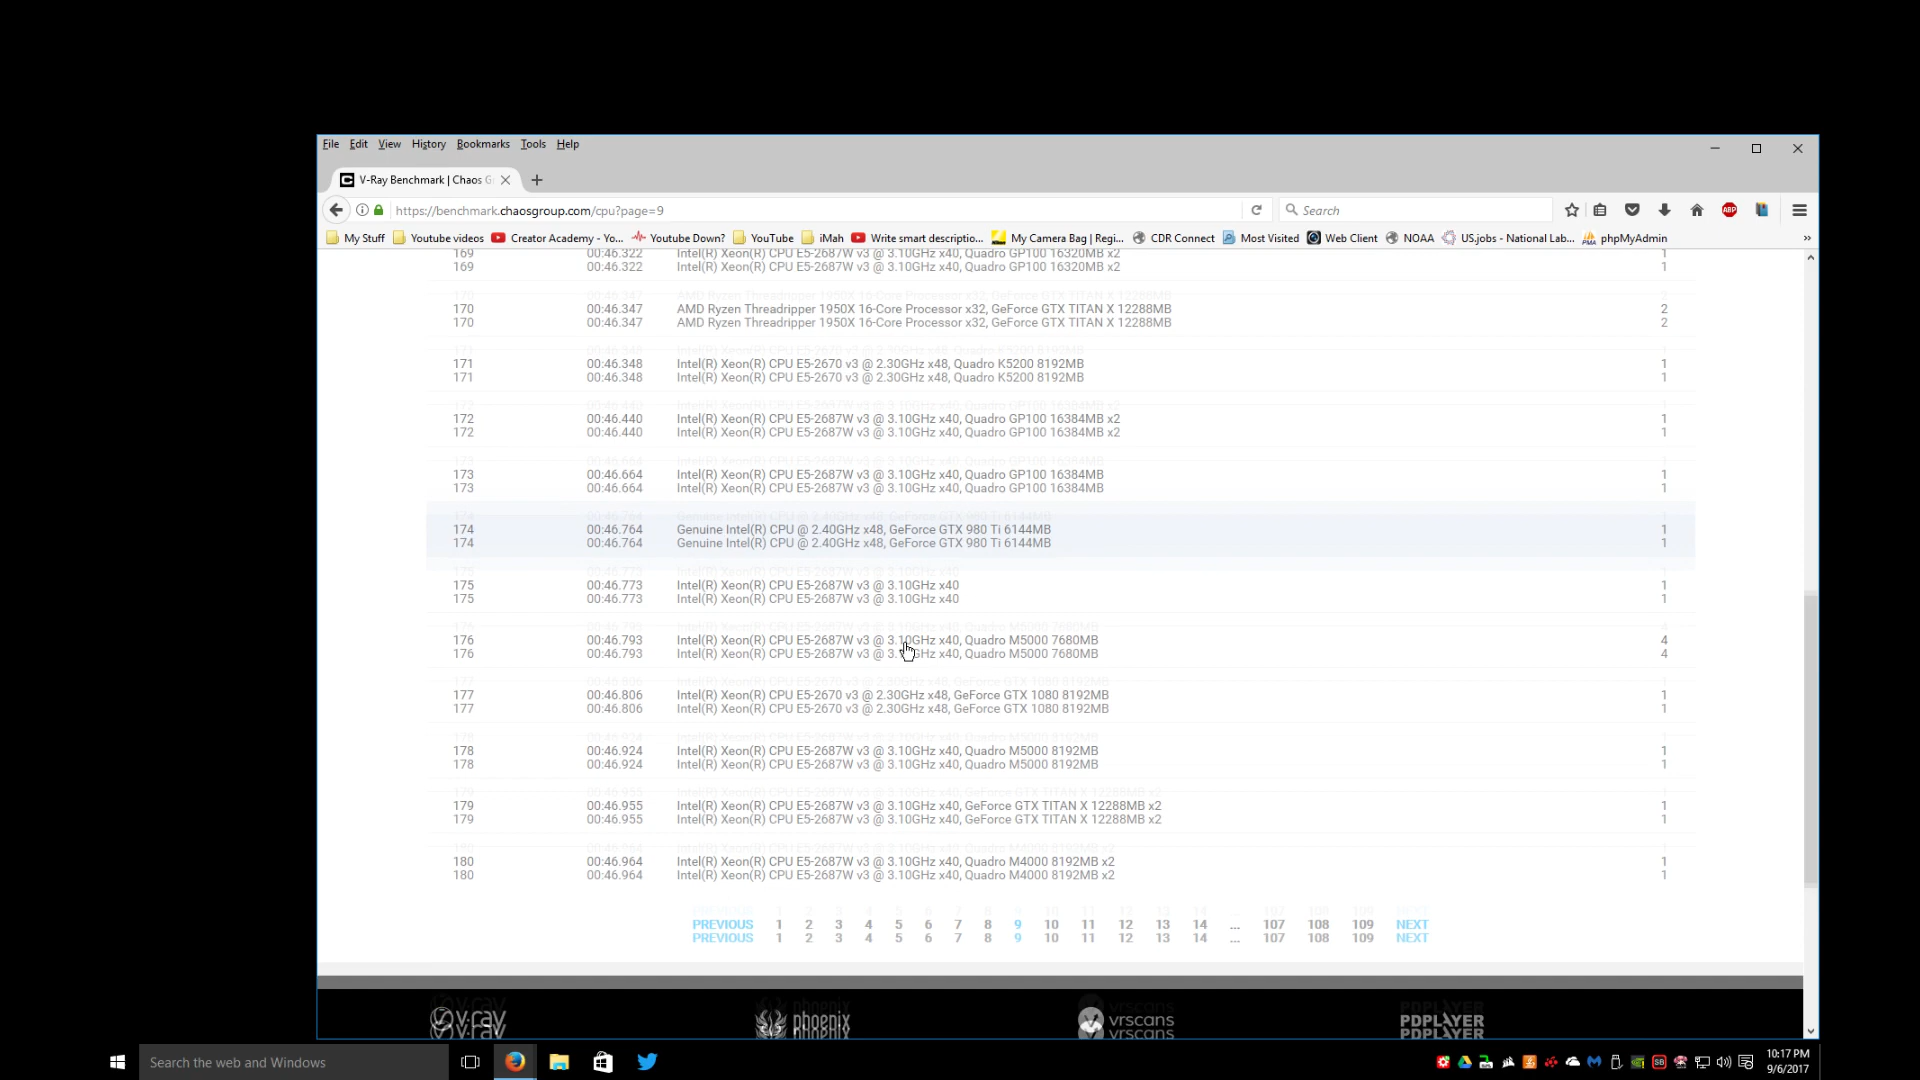 File Edit View History Bookmarks Tools Help
V-Ray Benchmark | Chaos G
https://benchmark.chaosgroup.com/cpu?page=9 Search
My Stuff Youtube videos Creator Academy - Yo... Youtube Down? YouTube iMah Write smart descriptio... My Camera Bag | Regi... CDR Connect Most Visited Web Client NOAA US.jobs - National Lab... phpMyAdmin
169 00:46.322 Intel(R) Xeon(R) CPU E5-2687W v3 @ 3.10GHz x40, Quadro GP100 16320MB x2 1
169 00:46.322 Intel(R) Xeon(R) CPU E5-2687W v3 @ 3.10GHz x40, Quadro GP100 16320MB x2 1
170 00:46.347 AMD Ryzen Threadripper 1950X 16-Core Processor x32, GeForce GTX TITAN X 12288MB 2
170 00:46.347 AMD Ryzen Threadripper 1950X 16-Core Processor x32, GeForce GTX TITAN X 12288MB 2
171 00:46.348 Intel(R) Xeon(R) CPU E5-2670 v3 @ 2.30GHz x48, Quadro K5200 8192MB 1
171 00:46.348 Intel(R) Xeon(R) CPU E5-2670 v3 @ 2.30GHz x48, Quadro K5200 8192MB 1
172 00:46.440 Intel(R) Xeon(R) CPU E5-2687W v3 @ 3.10GHz x40, Quadro GP100 16384MB x2 1
172 00:46.440 Intel(R) Xeon(R) CPU E5-2687W v3 @ 3.10GHz x40, Quadro GP100 16384MB x2 1
173 00:46.664 Intel(R) Xeon(R) CPU E5-2687W v3 @ 3.10GHz x40, Quadro GP100 16384MB 1
173 00:46.664 Intel(R) Xeon(R) CPU E5-2687W v3 @ 3.10GHz x40, Quadro GP100 16384MB 1
174 00:46.764 Genuine Intel(R) CPU @ 2.40GHz x48, GeForce GTX 980 Ti 6144MB 1
174 00:46.764 Genuine Intel(R) CPU @ 2.40GHz x48, GeForce GTX 980 Ti 6144MB 1
175 00:46.773 Intel(R) Xeon(R) CPU E5-2687W v3 @ 3.10GHz x40 1
175 00:46.773 Intel(R) Xeon(R) CPU E5-2687W v3 @ 3.10GHz x40 1
176 00:46.793 Intel(R) Xeon(R) CPU E5-2687W v3 @ 3.10GHz x40, Quadro M5000 7680MB 4
176 00:46.793 Intel(R) Xeon(R) CPU E5-2687W v3 @ 3.10GHz x40, Quadro M5000 7680MB 4
177 00:46.806 Intel(R) Xeon(R) CPU E5-2670 v3 @ 2.30GHz x48, GeForce GTX 1080 8192MB 1
177 00:46.806 Intel(R) Xeon(R) CPU E5-2670 v3 @ 2.30GHz x48, GeForce GTX 1080 8192MB 1
178 00:46.924 Intel(R) Xeon(R) CPU E5-2687W v3 @ 3.10GHz x40, Quadro M5000 8192MB 1
178 00:46.924 Intel(R) Xeon(R) CPU E5-2687W v3 @ 3.10GHz x40, Quadro M5000 8192MB 1
179 00:46.955 Intel(R) Xeon(R) CPU E5-2687W v3 @ 3.10GHz x40, GeForce GTX TITAN X 12288MB x2 1
179 00:46.955 Intel(R) Xeon(R) CPU E5-2687W v3 @ 3.10GHz x40, GeForce GTX TITAN X 12288MB x2 1
180 00:46.964 Intel(R) Xeon(R) CPU E5-2687W v3 @ 3.10GHz x40, Quadro M4000 8192MB x2 1
180 00:46.964 Intel(R) Xeon(R) CPU E5-2687W v3 @ 3.10GHz x40, Quadro M4000 8192MB x2 1
PREVIOUS 1 2 3 4 5 6 7 8 9 10 11 12 13 14 ... 107 108 109 NEXT
PREVIOUS 1 2 3 4 5 6 7 8 9 10 11 12 13 14 ... 107 108 109 NEXT
v·ray phoenix vrscans PDPLAYER
Search the web and Windows 10:17 PM
9/6/2017